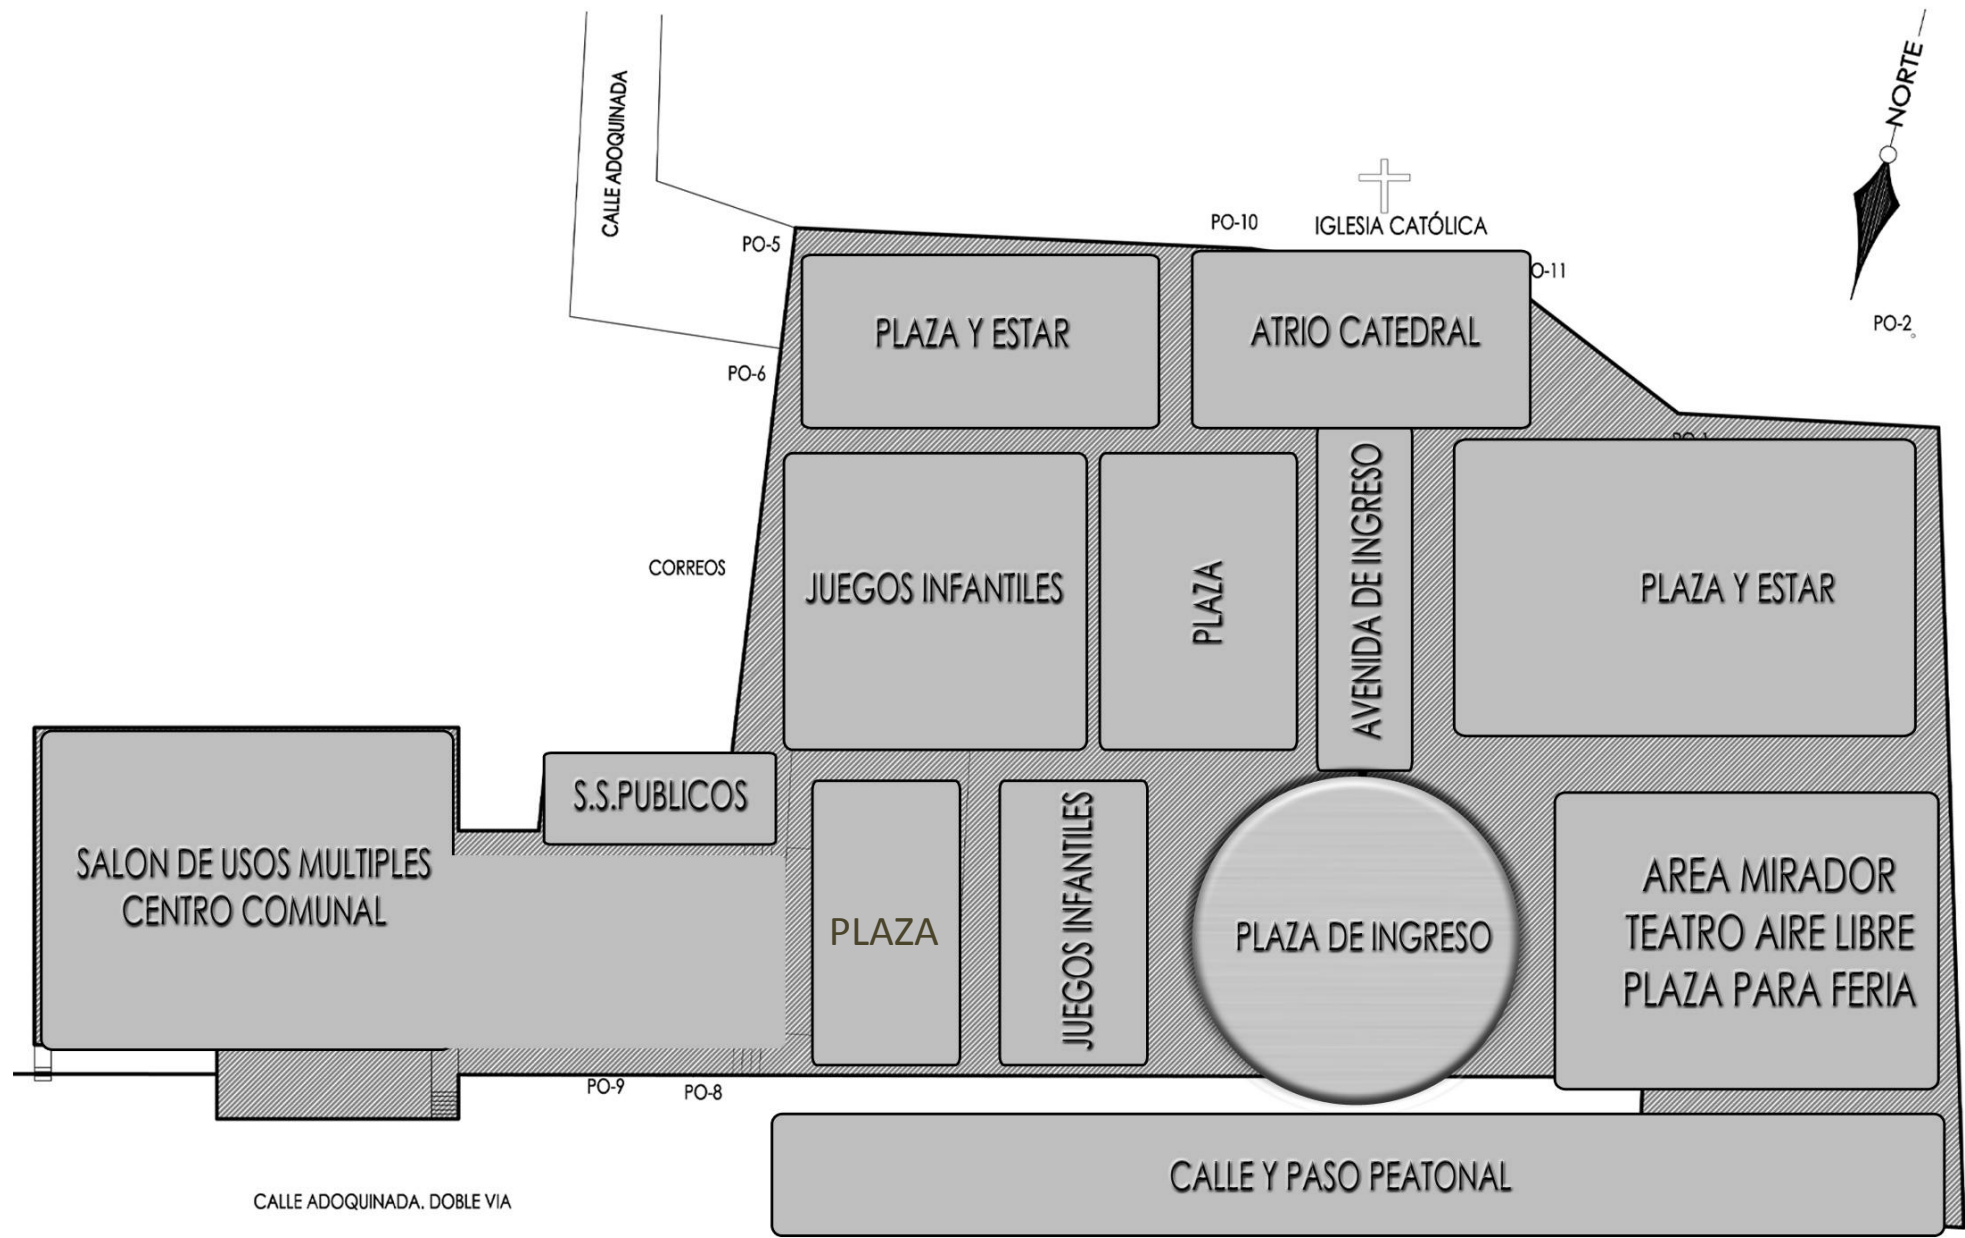 NORTE
CALLE ADOQUINADA
PO-5
PO-10
IGLESIA CATÓLICA
O-11
PO-2
PLAZA Y ESTAR
ATRIO CATEDRAL
PO-6
PO-1
CORREOS
JUEGOS INFANTILES
PLAZA
AVENIDA DE INGRESO
PLAZA Y ESTAR
S.S.PUBLICOS
SALON DE USOS MULTIPLES
CENTRO COMUNAL
PLAZA
JUEGOS INFANTILES
PLAZA DE INGRESO
AREA MIRADOR
TEATRO AIRE LIBRE
PLAZA PARA FERIA
PO-9
PO-8
CALLE Y PASO PEATONAL
CALLE ADOQUINADA. DOBLE VIA